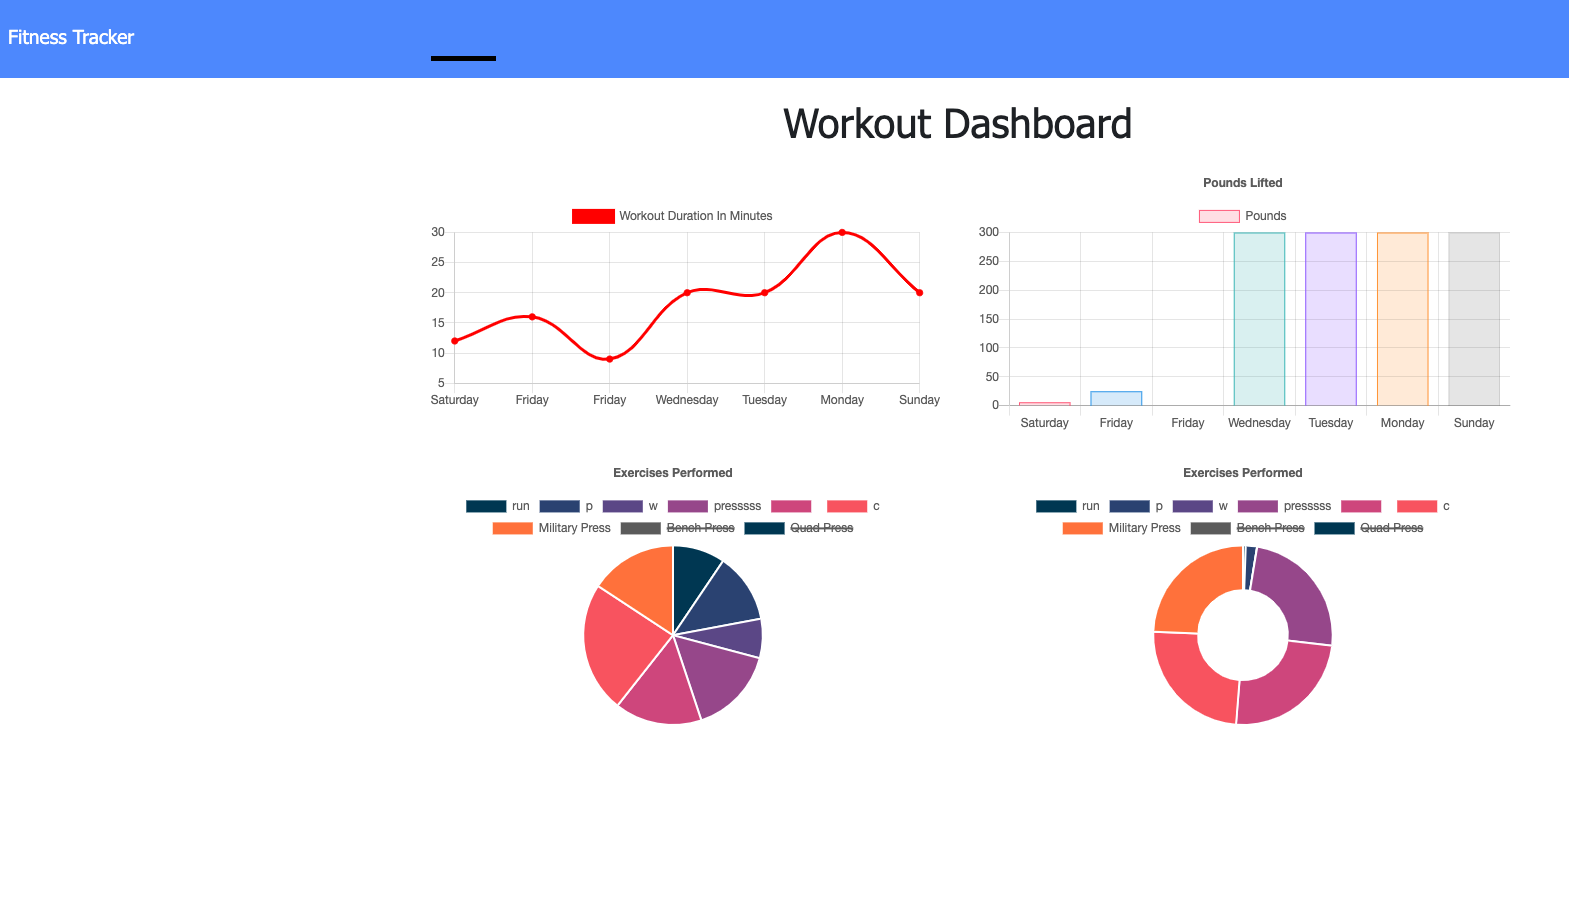 Fitness Tracker
Workout Dashboard
Workout Duration In Minutes
30
25
20
15
10
5
Saturday Friday Friday Wednesday Tuesday Monday Sunday
Pounds Lifted
Pounds
300
250
200
150
100
50
0
Saturday Friday Friday Wednesday Tuesday Monday Sunday
Exercises Performed
run p w presssss c
Military Press Bench Press Quad Press
Exercises Performed
run p w presssss c
Military Press Bench Press Quad Press